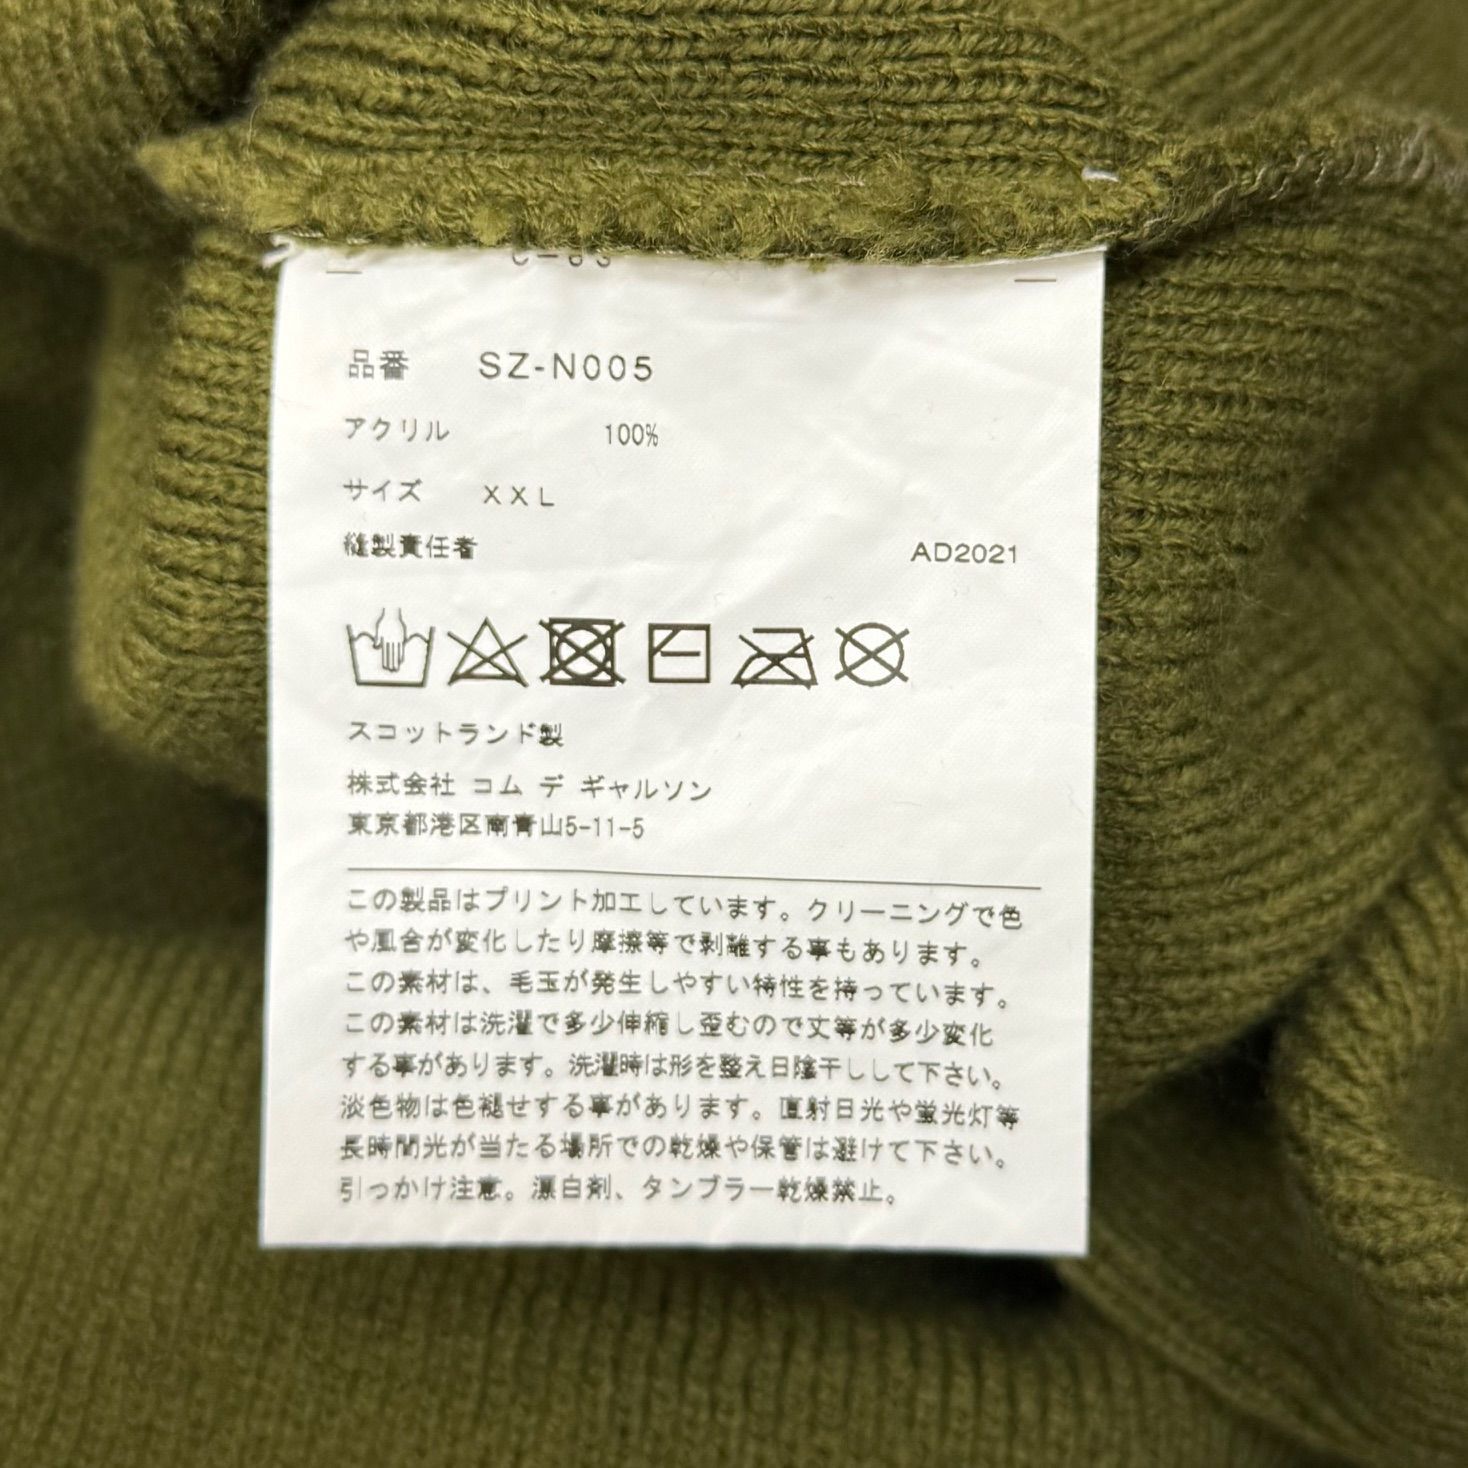 品番 SZ-N005
アクリル 100%
サイズ XXL
縫製責任者 AD2021
スコットランド製
株式会社 コム デ ギャルソン
東京都港区南青山5-11-5
この製品はプリント加工しています。クリーニングで色
や風合が変化したり摩擦等で剥離する事もあります。
この素材は、毛玉が発生しやすい特性を持っています。
この素材は洗濯で多少伸縮し歪むので丈等が多少変化
する事があります。洗濯時は形を整え日陰干しして下さい。
淡色物は色褪せする事があります。直射日光や蛍光灯等
長時間光が当たる場所での乾燥や保管は避けて下さい。
引っかけ注意。漂白剤、タンブラー乾燥禁止。